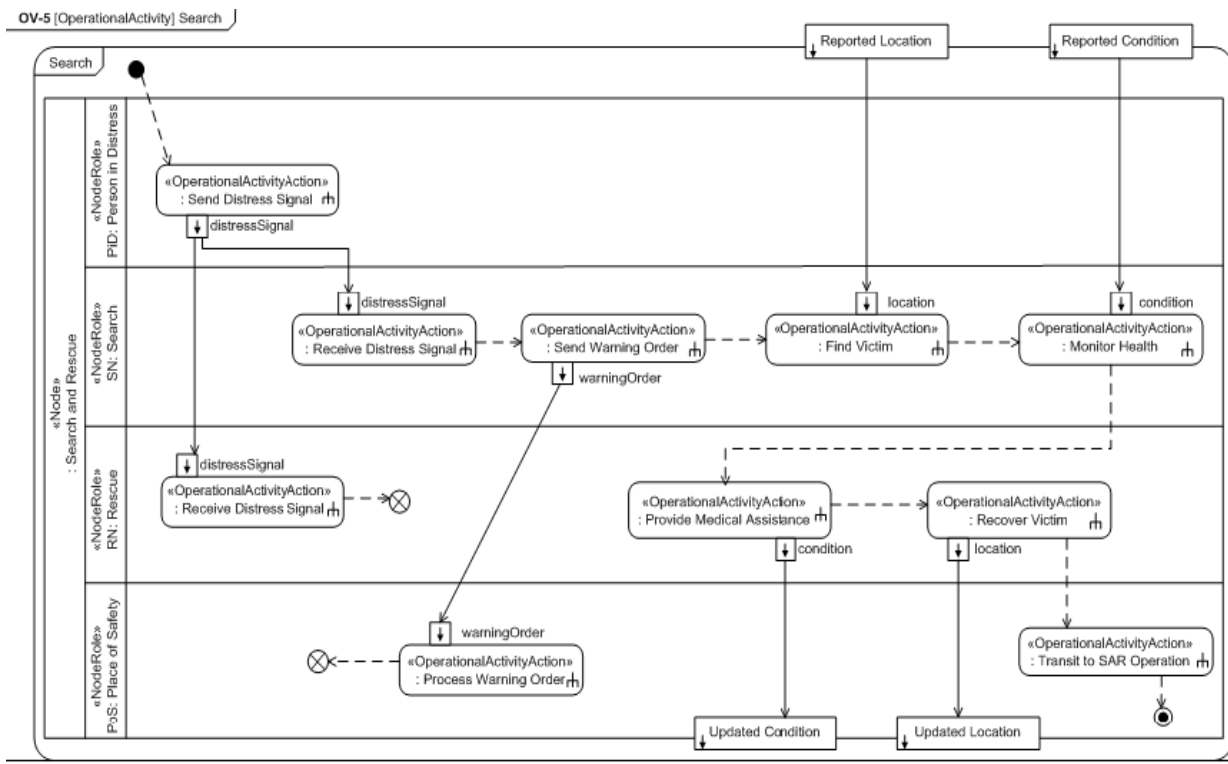 OV-5 [OperationalActivity] Search
Reported Location
Reported Condition
Search
«Node»
: Search and Rescue
«NodeRole»
PiD: Person in Distress
«OperationalActivityAction»
: Send Distress Signal
distressSignal
«NodeRole»
SN: Search
distressSignal
location
condition
«OperationalActivityAction»
: Receive Distress Signal
«OperationalActivityAction»
: Send Warning Order
«OperationalActivityAction»
: Find Victim
«OperationalActivityAction»
: Monitor Health
warningOrder
«NodeRole»
RN: Rescue
distressSignal
«OperationalActivityAction»
: Receive Distress Signal
«OperationalActivityAction»
: Provide Medical Assistance
«OperationalActivityAction»
: Recover Victim
condition
location
«NodeRole»
PoS: Place of Safety
warningOrder
«OperationalActivityAction»
: Process Warning Order
«OperationalActivityAction»
: Transit to SAR Operation
Updated Condition
Updated Location